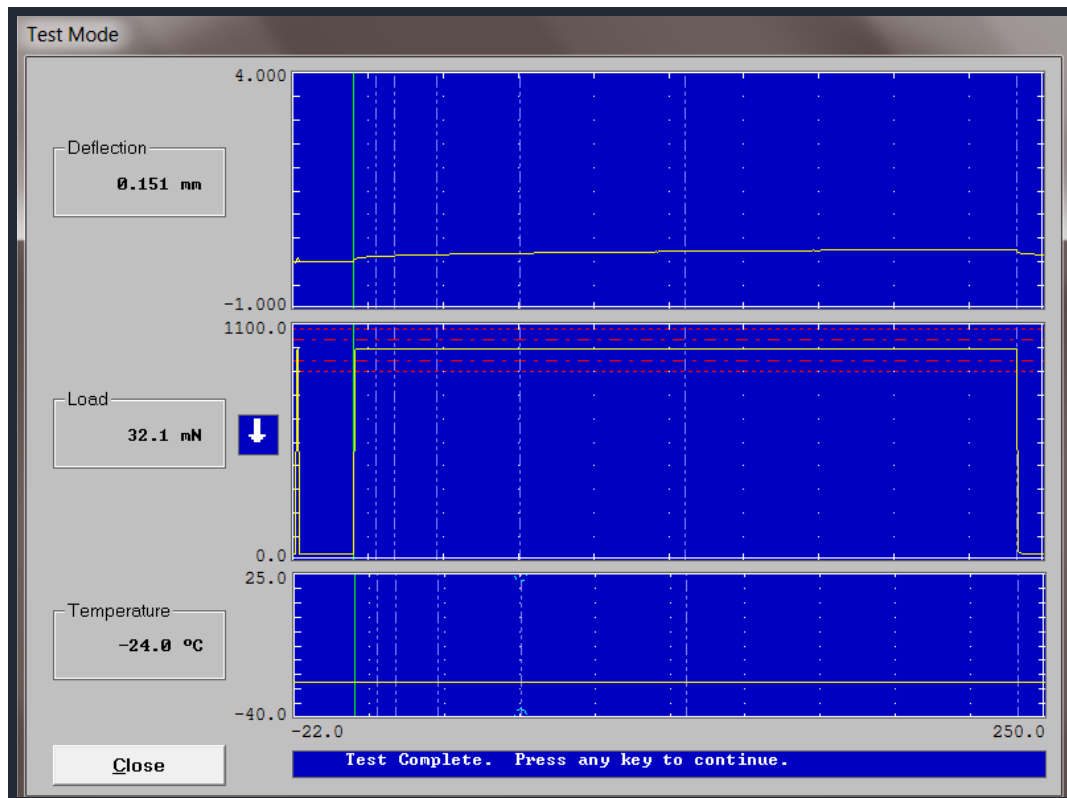 Test Mode
4.000
Deflection
0.151 mm
-1.000
1100.0
Load
32.1 mN
0.0
25.0
Temperature
-24.0 ºC
-40.0
-22.0 250.0
Close
Test Complete. Press any key to continue.